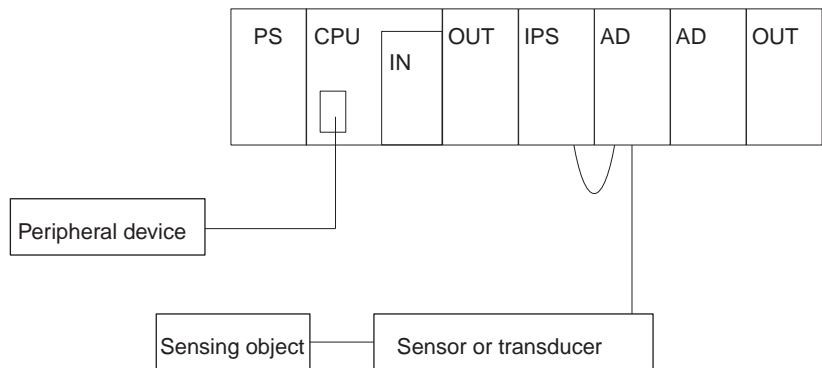 PS CPU IN OUT IPS AD AD OUT
Peripheral device
Sensing object Sensor or transducer